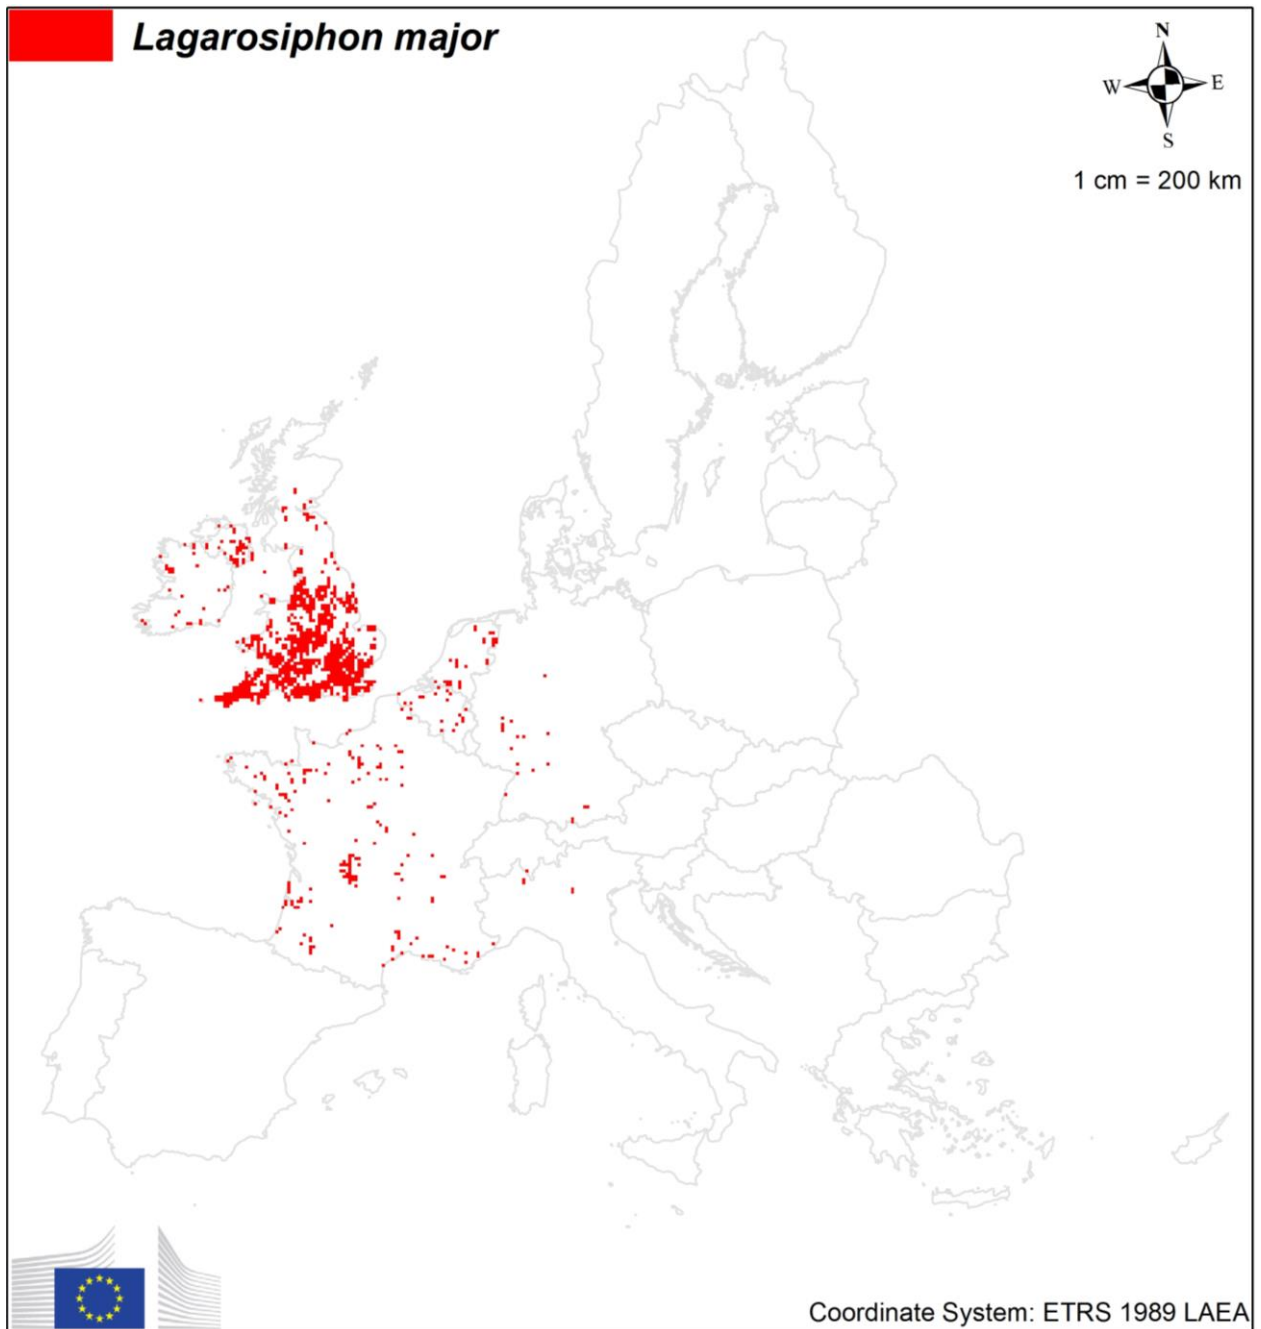 Lagarosiphon major
N
W E
S
1 cm = 200 km
Coordinate System: ETRS 1989 LAEA